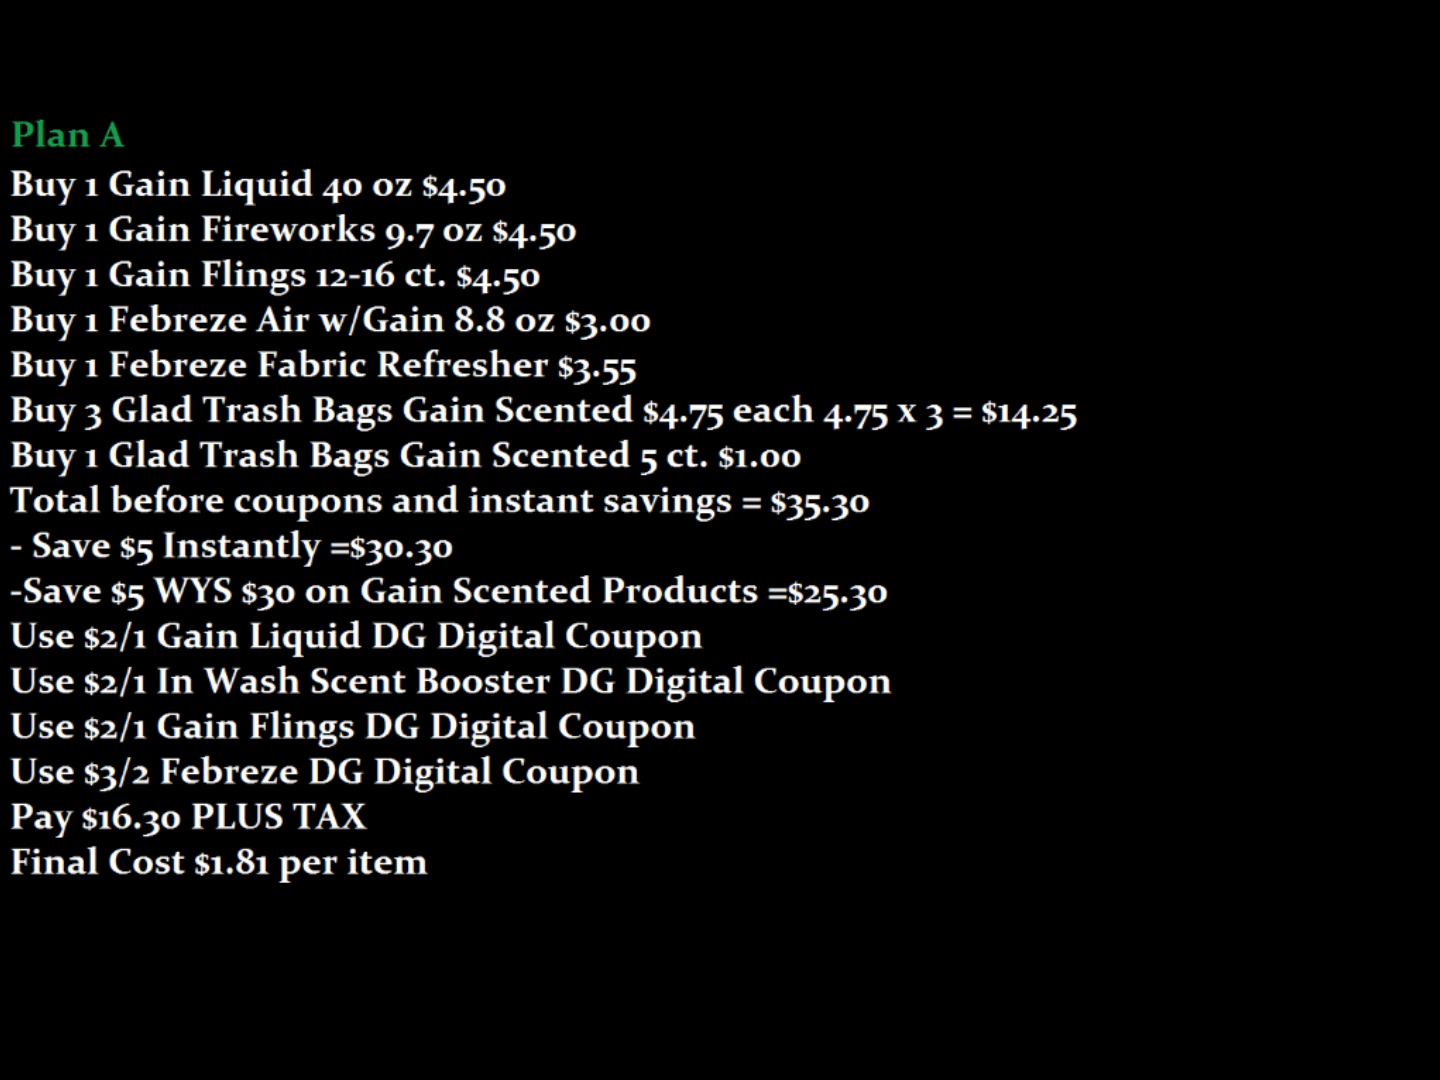 Plan A
Buy 1 Gain Liquid 40 oz $4.50
Buy 1 Gain Fireworks 9.7 oz $4.50
Buy 1 Gain Flings 12-16 ct. $4.50
Buy 1 Febreze Air w/Gain 8.8 oz $3.00
Buy 1 Febreze Fabric Refresher $3.55
Buy 3 Glad Trash Bags Gain Scented $4.75 each 4.75 x 3 = $14.25
Buy 1 Glad Trash Bags Gain Scented 5 ct. $1.00
Total before coupons and instant savings = $35.30
- Save $5 Instantly =$30.30
-Save $5 WYS $30 on Gain Scented Products =$25.30
Use $2/1 Gain Liquid DG Digital Coupon
Use $2/1 In Wash Scent Booster DG Digital Coupon
Use $2/1 Gain Flings DG Digital Coupon
Use $3/2 Febreze DG Digital Coupon
Pay $16.30 PLUS TAX
Final Cost $1.81 per item